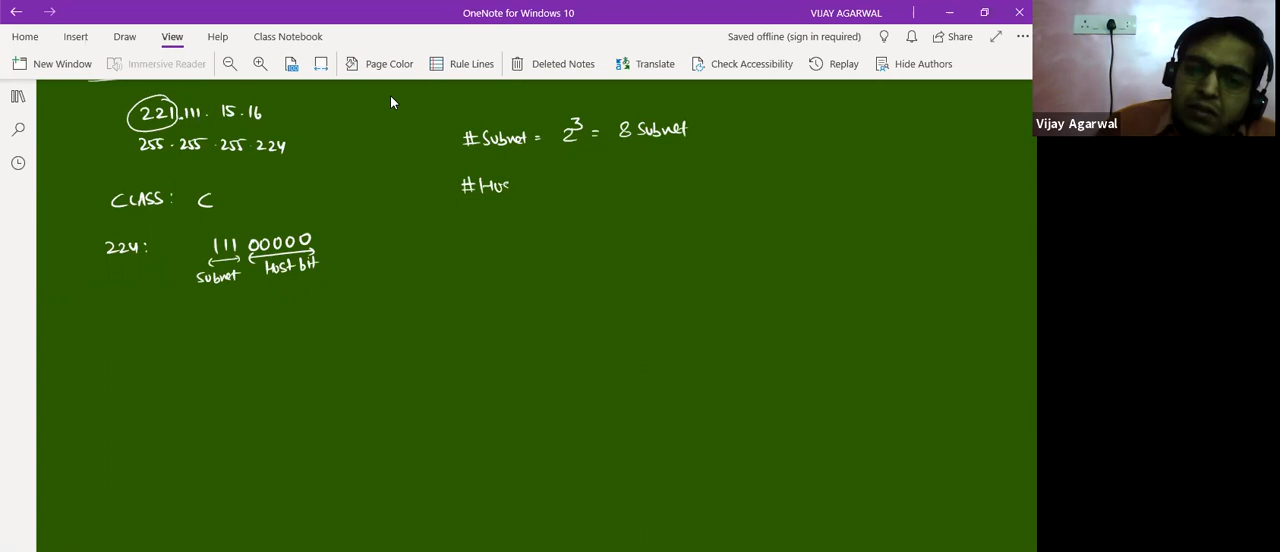 OneNote for Windows 10
VIJAY AGARWAL
Home Insert Draw View Help Class Notebook
Saved offline (sign in required) Share
New Window Immersive Reader Page Color Rule Lines Deleted Notes Translate Check Accessibility Replay Hide Authors
Vijay Agarwal
221.111.15.16
255.255.255.224
CLASS: C
224: 111 00000
Subnet Host bit
#Subnet = 2^3 = 8 Subnet
#Hos